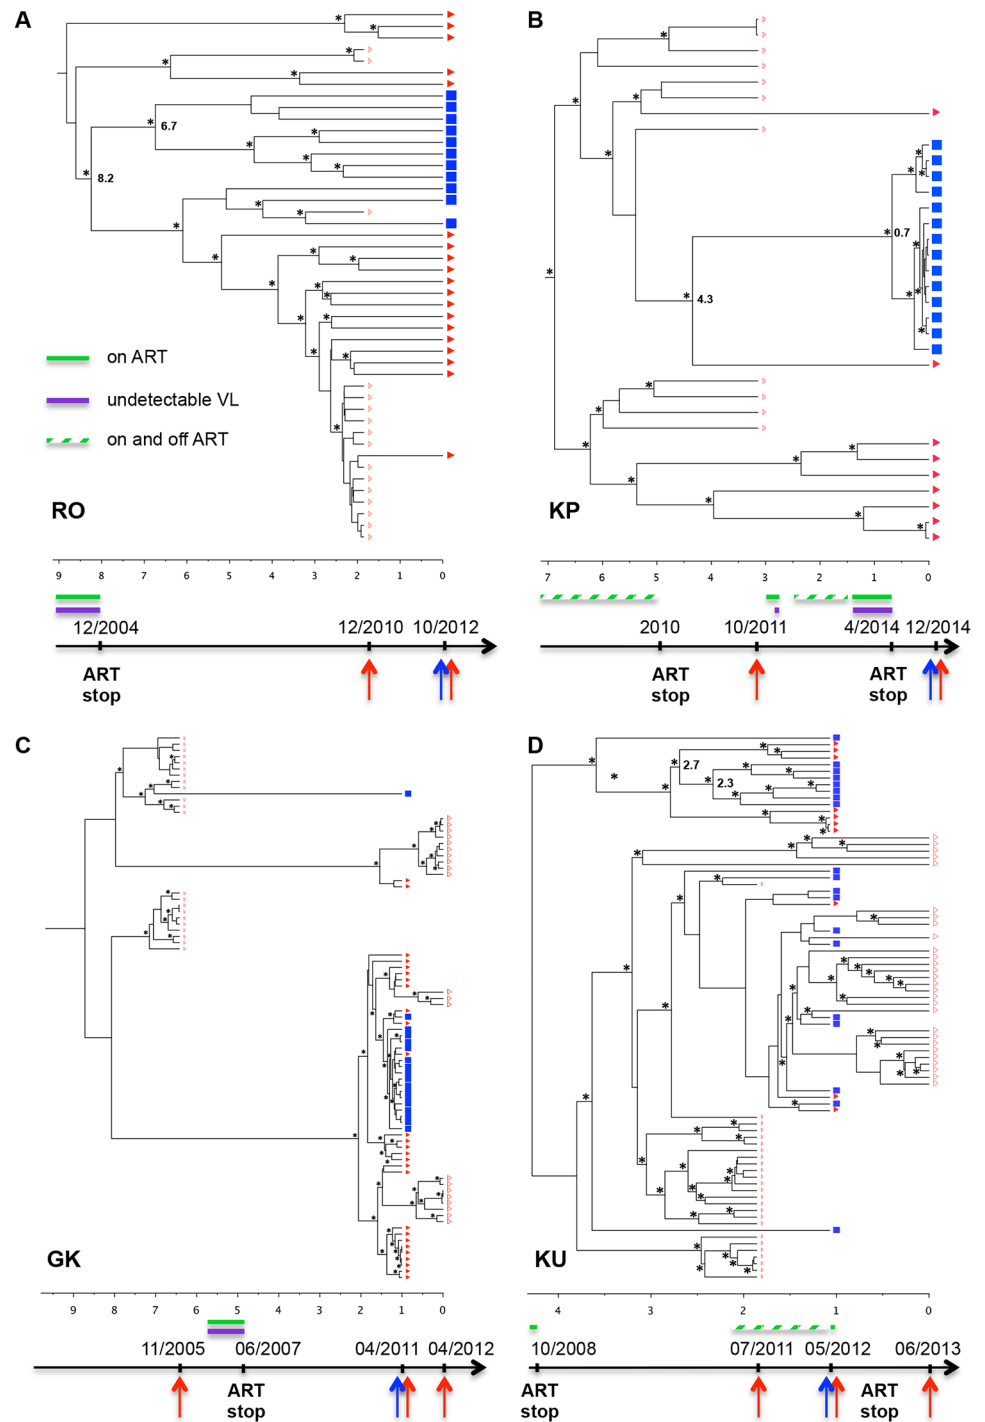 A
B
6.7
8.2
0.7
4.3
on ART
undetectable VL
on and off ART
RO
KP
9 8 7 6 5 4 3 2 1 0
7 6 5 4 3 2 1 0
12/2004 12/2010 10/2012
2010 10/2011 4/2014 12/2014
ART
stop
ART
stop
ART
stop
C
D
2.7
2.3
GK
KU
9 8 7 6 5 4 3 2 1 0
4 3 2 1 0
11/2005 06/2007 04/2011 04/2012
10/2008 07/2011 05/2012 06/2013
ART
stop
ART
stop
ART
stop